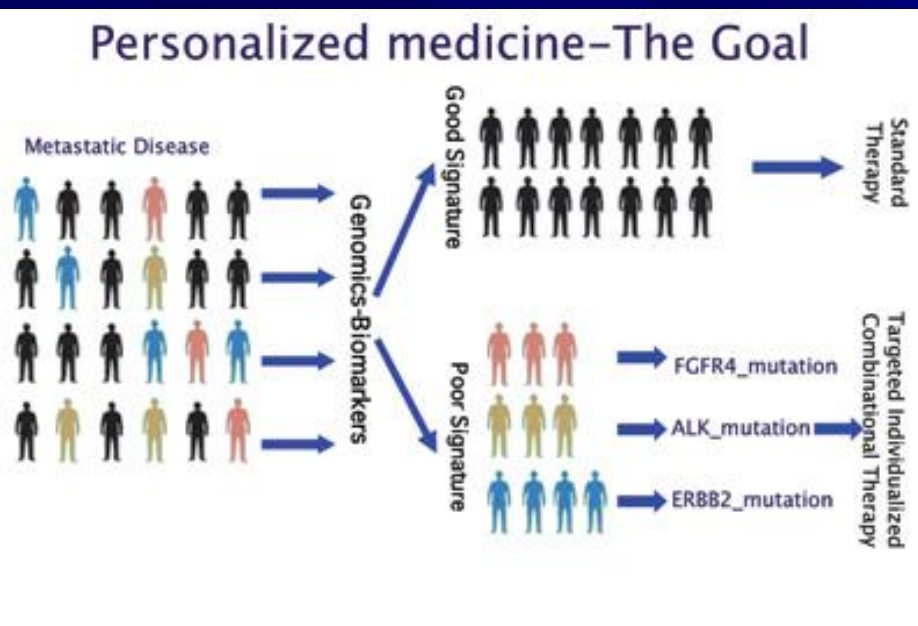 Personalized medicine–The Goal
Metastatic Disease
Genomics-Biomarkers
Good Signature
Standard
Therapy
Poor Signature
FGFR4_mutation
ALK_mutation
ERBB2_mutation
Targeted Individualized
Combinational Therapy